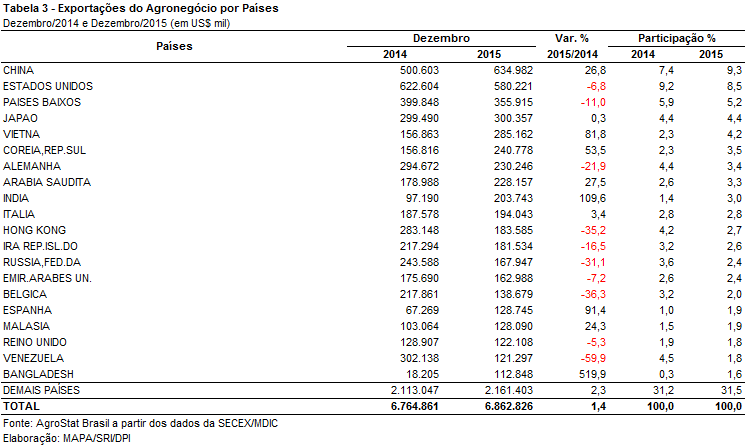 Tabela 3 - Exportações do Agronegócio por Países
Dezembro/2014 e Dezembro/2015 (em US$ mil)
Países Dezembro Var. % Participação %
2014 2015 2015/2014 2014 2015
CHINA 500.603 634.982 26,8 7,4 9,3
ESTADOS UNIDOS 622.604 580.221 -6,8 9,2 8,5
PAISES BAIXOS 399.848 355.915 -11,0 5,9 5,2
JAPAO 299.490 300.357 0,3 4,4 4,4
VIETNA 156.863 285.162 81,8 2,3 4,2
COREIA,REP.SUL 156.816 240.778 53,5 2,3 3,5
ALEMANHA 294.672 230.246 -21,9 4,4 3,4
ARABIA SAUDITA 178.988 228.157 27,5 2,6 3,3
INDIA 97.190 203.743 109,6 1,4 3,0
ITALIA 187.578 194.043 3,4 2,8 2,8
HONG KONG 283.148 183.585 -35,2 4,2 2,7
IRA REP.ISL.DO 217.294 181.534 -16,5 3,2 2,6
RUSSIA,FED.DA 243.588 167.947 -31,1 3,6 2,4
EMIR.ARABES UN. 175.690 162.988 -7,2 2,6 2,4
BELGICA 217.861 138.679 -36,3 3,2 2,0
ESPANHA 67.269 128.745 91,4 1,0 1,9
MALASIA 103.064 128.090 24,3 1,5 1,9
REINO UNIDO 128.907 122.108 -5,3 1,9 1,8
VENEZUELA 302.138 121.297 -59,9 4,5 1,8
BANGLADESH 18.205 112.848 519,9 0,3 1,6
DEMAIS PAÍSES 2.113.047 2.161.403 2,3 31,2 31,5
TOTAL 6.764.861 6.862.826 1,4 100,0 100,0
Fonte: AgroStat Brasil a partir dos dados da SECEX/MDIC
Elaboração: MAPA/SRI/DPI